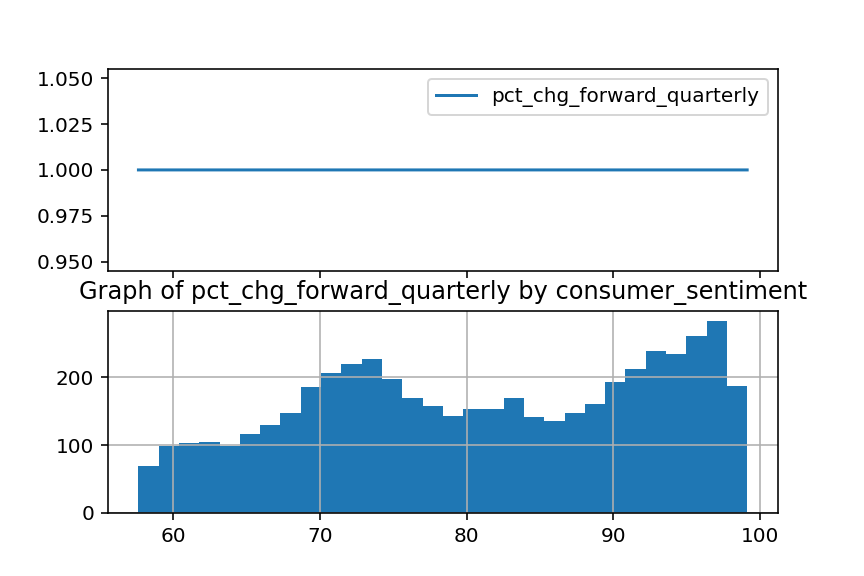 1.050
pct_chg_forward_quarterly
1.025
1.000
0.975
0.950
Graph of pct_chg_forward_quarterly by consumer_sentiment
200
100
0
60 70 80 90 100